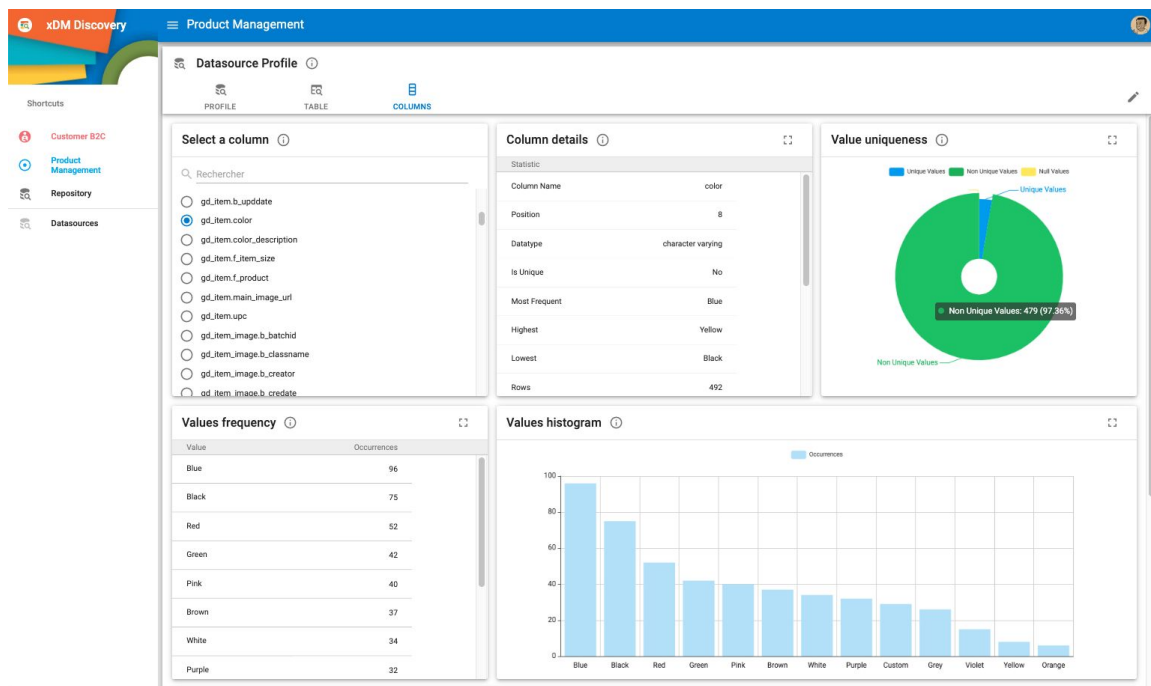 xDM Discovery
Product Management
Shortcuts
Customer B2C
Product
Management
Repository
Datasources
Datasource Profile
PROFILE
TABLE
COLUMNS
Select a column
Rechercher
gd_item.b_upddate
gd_item.color
gd_item.color_description
gd_item.f_item_size
gd_item.f_product
gd_item.main_image_url
gd_item.upc
gd_item_image.b_batchid
gd_item_image.b_classname
gd_item_image.b_creator
gd_item_image.b_credate
Column details
Statistic
Column Name color
Position 8
Datatype character varying
Is Unique No
Most Frequent Blue
Highest Yellow
Lowest Black
Rows 492
Value uniqueness
Unique Values Non Unique Values Null Values
Unique Values
Non Unique Values: 479 (97.36%)
Non Unique Values
Values frequency
Value Occurrences
Blue 96
Black 75
Red 52
Green 42
Pink 40
Brown 37
White 34
Purple 32
Values histogram
Occurrences
100
80
60
40
20
0
Blue Black Red Green Pink Brown White Purple Custom Grey Violet Yellow Orange